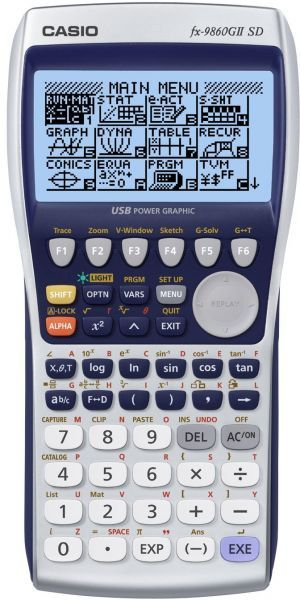 CASIO fx-9860GII SD
MAIN MENU
RUN·MAT STAT e·ACT S·SHT
GRAPH DYNA TABLE RECUR
CONICS EQUA PRGM TVM
USB POWER GRAPHIC
Trace Zoom V-Window Sketch G-Solv G↔T
F1 F2 F3 F4 F5 F6
LIGHT PRGM SET UP
SHIFT OPTN VARS MENU REPLAY
A-LOCK √ θ QUIT
ALPHA x² ^ EXIT
∠ A 10ˣ B eˣ C sin⁻¹ D cos⁻¹ E tan⁻¹ F
X,θ,T log ln sin cos tan
G H I J K L
a b/c F↔D ( ) , →
CAPTURE M CLIP N PASTE O INS UNDO OFF
7 8 9 DEL AC/ON
CATALOG P Q R { S } T
4 5 6 × ÷
List U Mat V W [ X ] Y
1 2 3 + −
i Z = SPACE π " Ans ↵
0 · EXP (−) EXE